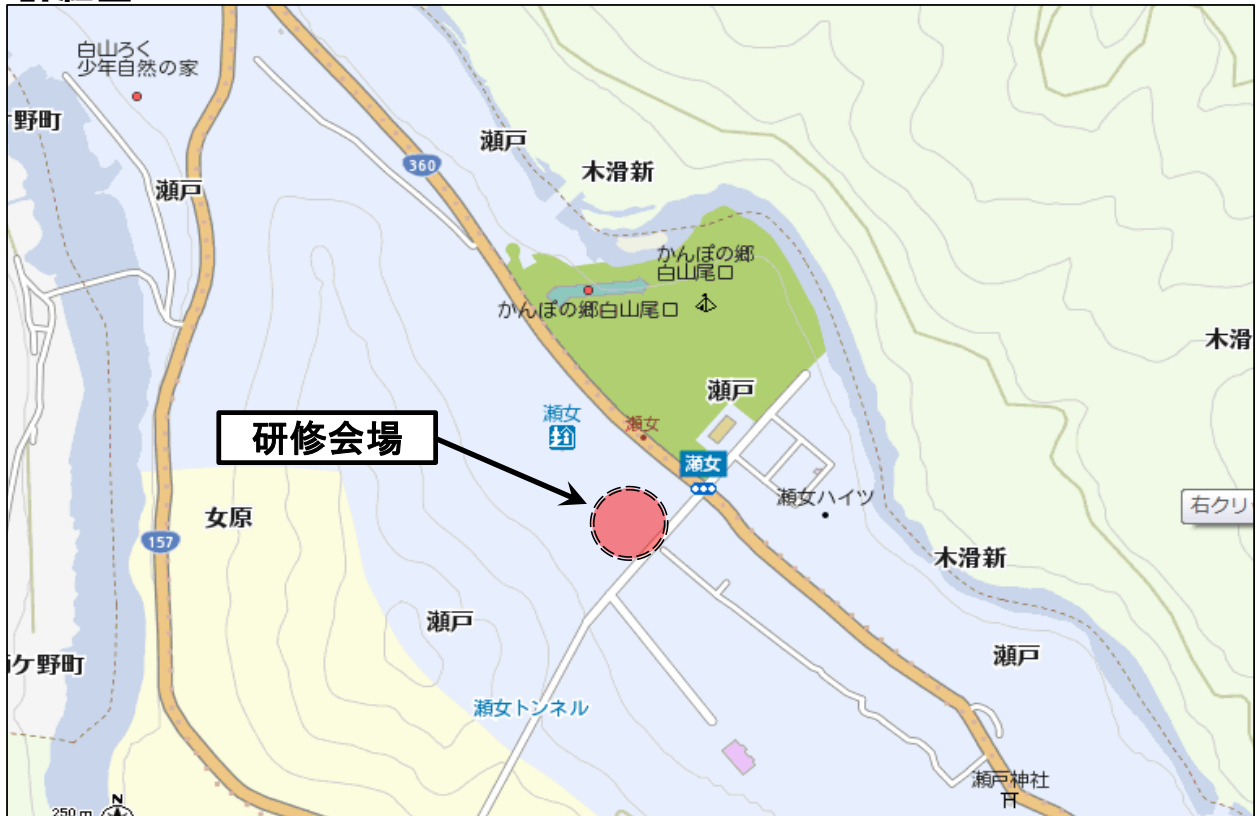 白山ろく
少年自然の家
野町
瀬戸
360
瀬戸
木滑新
かんぽの郷
白山尾口
かんぽの郷白山尾口
木滑
瀬戸
瀬女
瀬女
研修会場
瀬女
瀬女ハイツ
右クリ
女原
157
木滑新
瀬戸
瀬戸
ケ野町
瀬女トンネル
瀬戸神社
N
250 m